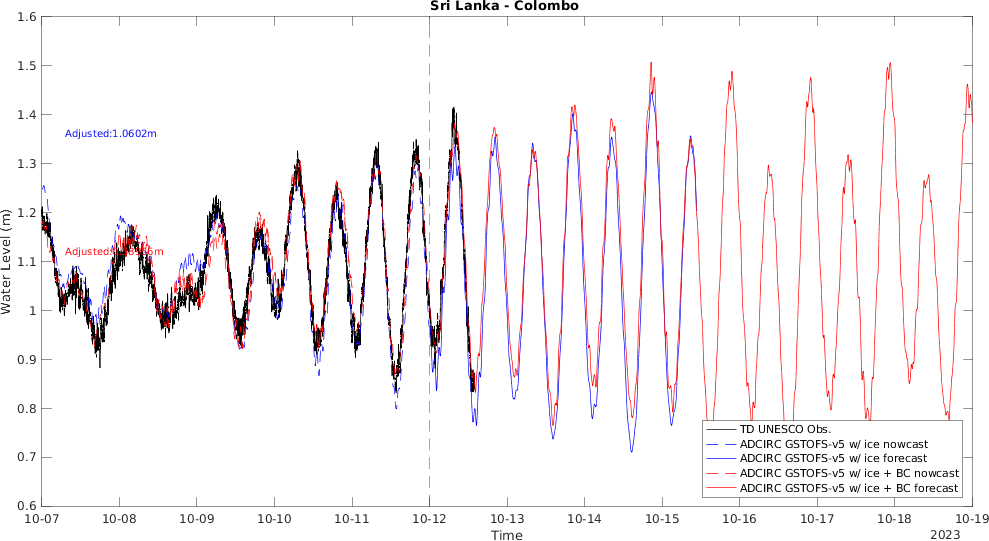 Sri Lanka - Colombo
1.6
1.5
1.4
1.3
1.2
1.1
1
0.9
0.8
0.7
0.6
Water Level (m)
Adjusted:1.0602m
TD UNESCO Obs.
ADCIRC GSTOFS-v5 w/ ice nowcast
ADCIRC GSTOFS-v5 w/ ice forecast
ADCIRC GSTOFS-v5 w/ ice + BC nowcast
ADCIRC GSTOFS-v5 w/ ice + BC forecast
10-07 10-08 10-09 10-10 10-11 10-12 10-13 10-14 10-15 10-16 10-17 10-18 10-19
Time
2023